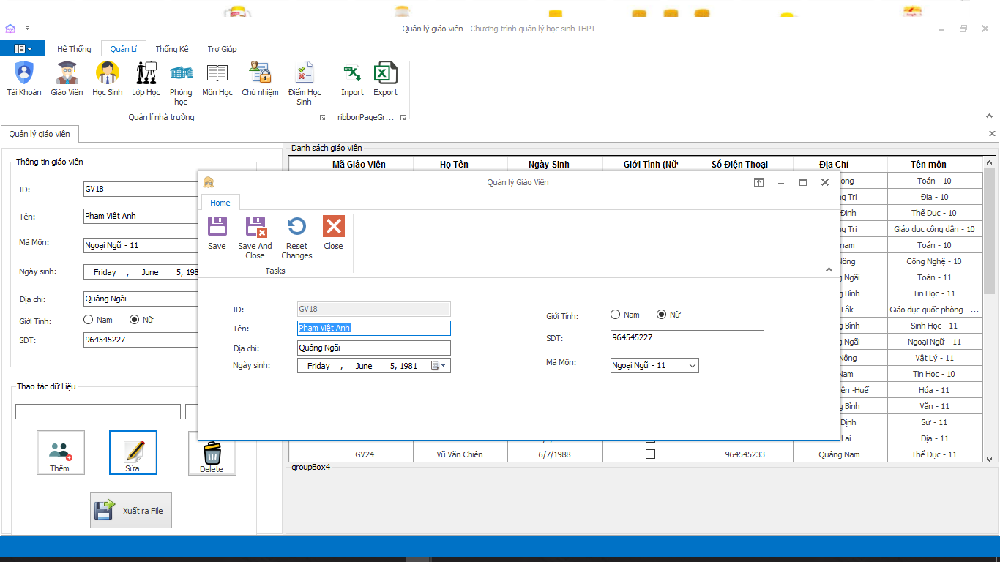 Quản lý giáo viên - Chương trình quản lý học sinh THPT
Hệ Thống
Quản Lí
Thống Kê
Trợ Giúp
Tài Khoản
Giáo Viên
Học Sinh
Lớp Học
Phòng học
Môn Học
Chủ nhiệm
Điểm Học Sinh
Inport
Export
Quản lí nhà trường
ribbonPageGr...
Quản lý giáo viên
Thông tin giáo viên
ID:
GV18
Tên:
Phạm Việt Anh
Mã Môn:
Ngoại Ngữ - 11
Ngày sinh:
Friday , June 5, 198
Địa chỉ:
Quảng Ngãi
Giới Tính:
Nam
Nữ
SDT:
964545227
Thao tác dữ Liệu
Thêm
Sửa
Delete
Xuất ra File
Danh sách giáo viên
Mã Giáo Viên
Họ Tên
Ngày Sinh
Giới Tính (Nữ
Số Điện Thoại
Địa Chỉ
Tên môn
ong
Toán - 10
g Trị
Địa - 10
Định
Thể Dục - 10
g Trị
Giáo dục công dân - 10
nam
Toán - 10
Nông
Công Nghệ - 10
g Ngãi
Toán - 11
g Bình
Tin Học - 11
Lắk
Giáo dục quốc phòng - ...
g Bình
Sinh Học - 11
g Ngãi
Ngoại Ngữ - 11
Nông
Vật Lý - 11
Nam
Tin Học - 10
ên -Huế
Hóa - 11
g Bình
Văn - 11
Định
Sử - 11
Lai
Địa - 11
GV24
Vũ Văn Chiên
6/7/1988
964545233
Quảng Nam
Thể Dục - 11
groupBox4
Quản lý Giáo Viên
Home
Save
Save And Close
Reset Changes
Close
Tasks
ID:
GV18
Tên:
Phạm Việt Anh
Địa chỉ:
Quảng Ngãi
Ngày sinh:
Friday , June 5, 1981
Giới Tính:
Nam
Nữ
SDT:
964545227
Mã Môn:
Ngoại Ngữ - 11